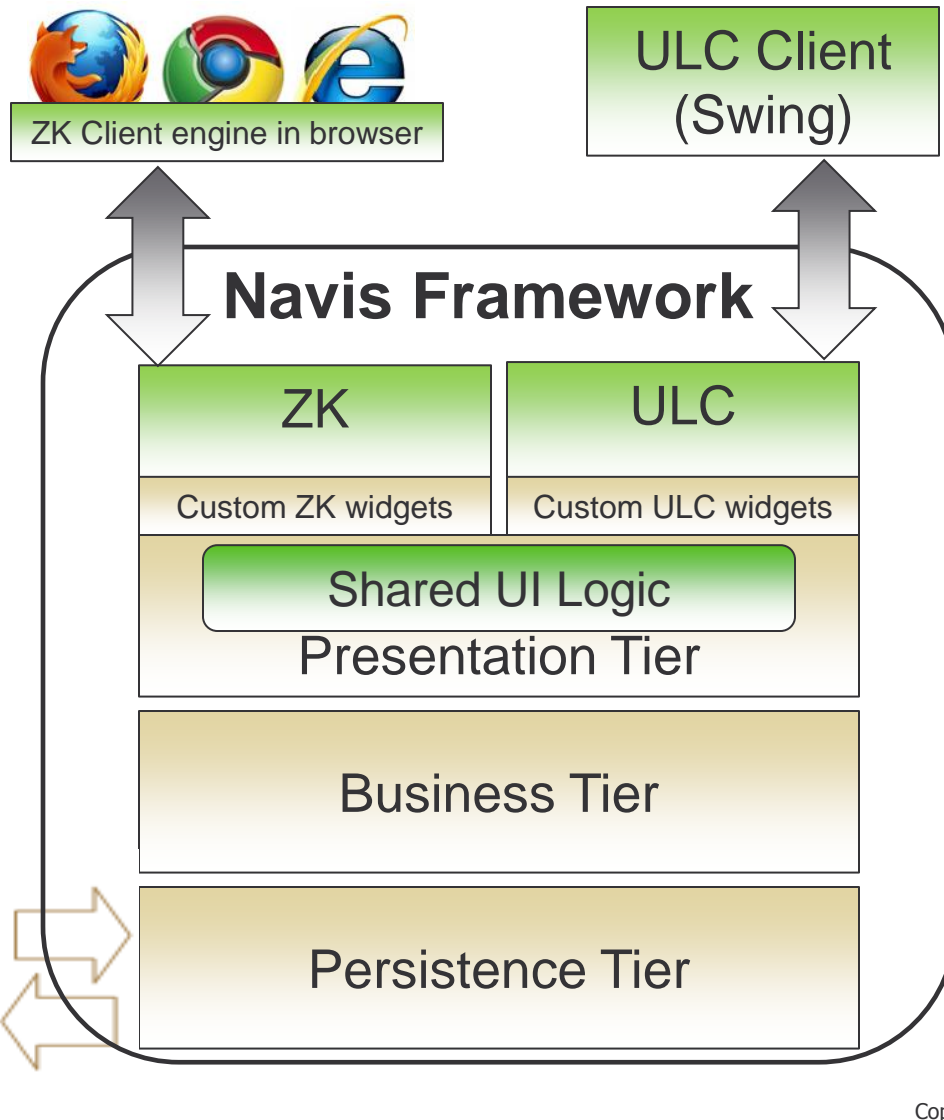 ZK Client engine in browser
ULC Client
(Swing)
Navis Framework
ZK
ULC
Custom ZK widgets
Custom ULC widgets
Shared UI Logic
Presentation Tier
Business Tier
Persistence Tier
Cop